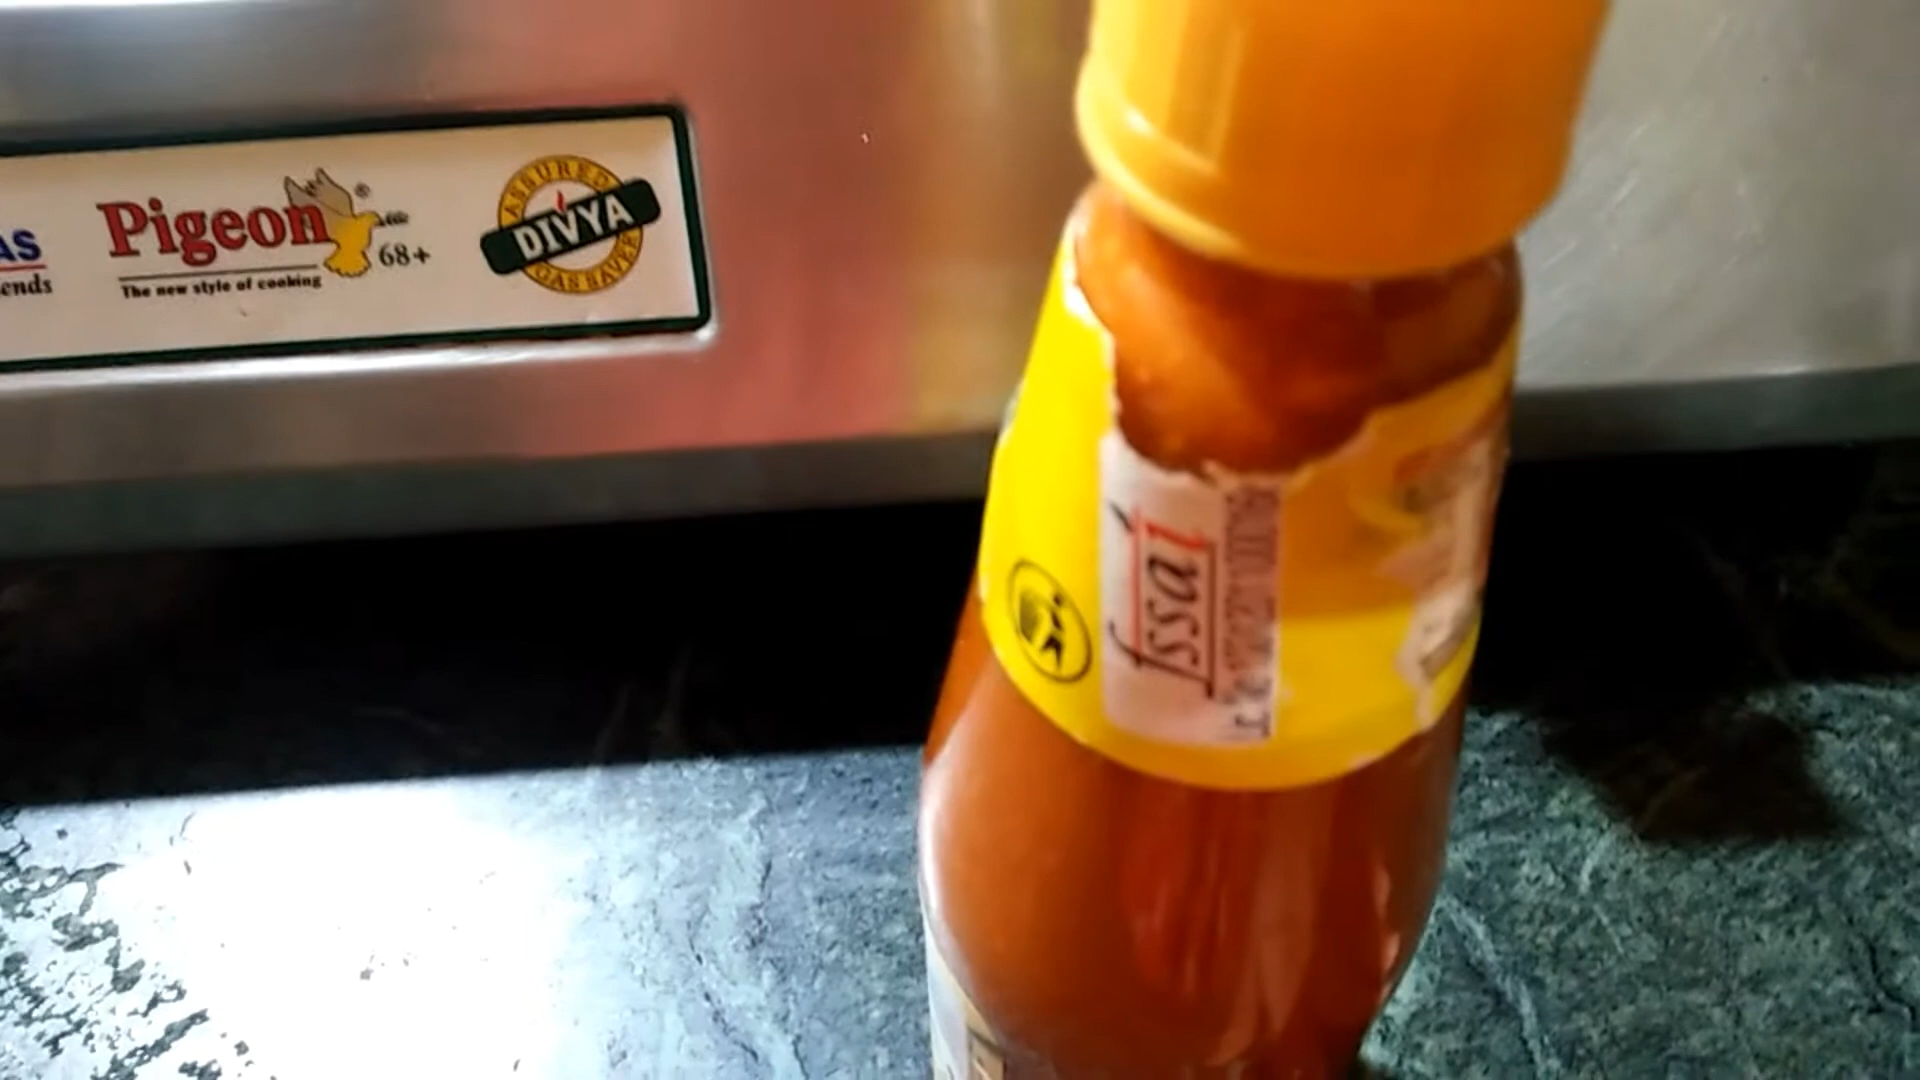 AS
ends
Pigeon®
68+
The new style of cooking
ASSURED
DIVYA
GAS SAVER
fssai